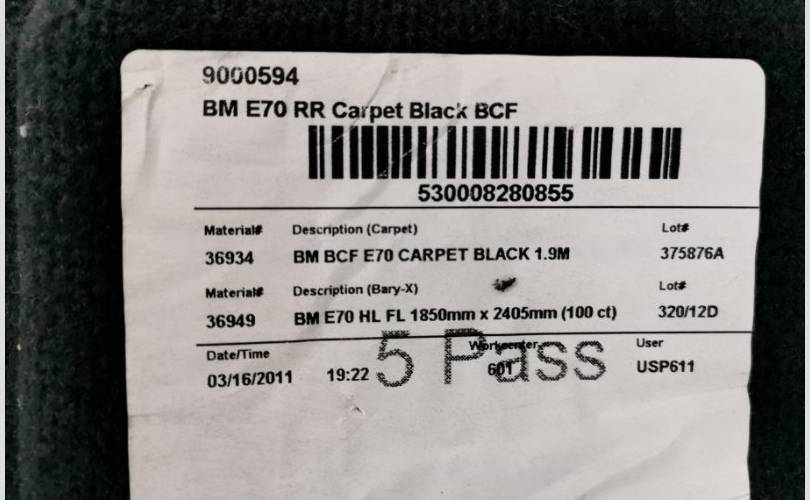 9000594
BM E70 RR Carpet Black BCF
530008280855
Material# Description (Carpet) Lot#
36934 BM BCF E70 CARPET BLACK 1.9M 375876A
Material# Description (Bary-X) Lot#
36949 BM E70 HL FL 1850mm x 2405mm (100 ct) 320/12D
Date/Time Workcenter User
03/16/2011 19:22 601 USP611
5 Pass